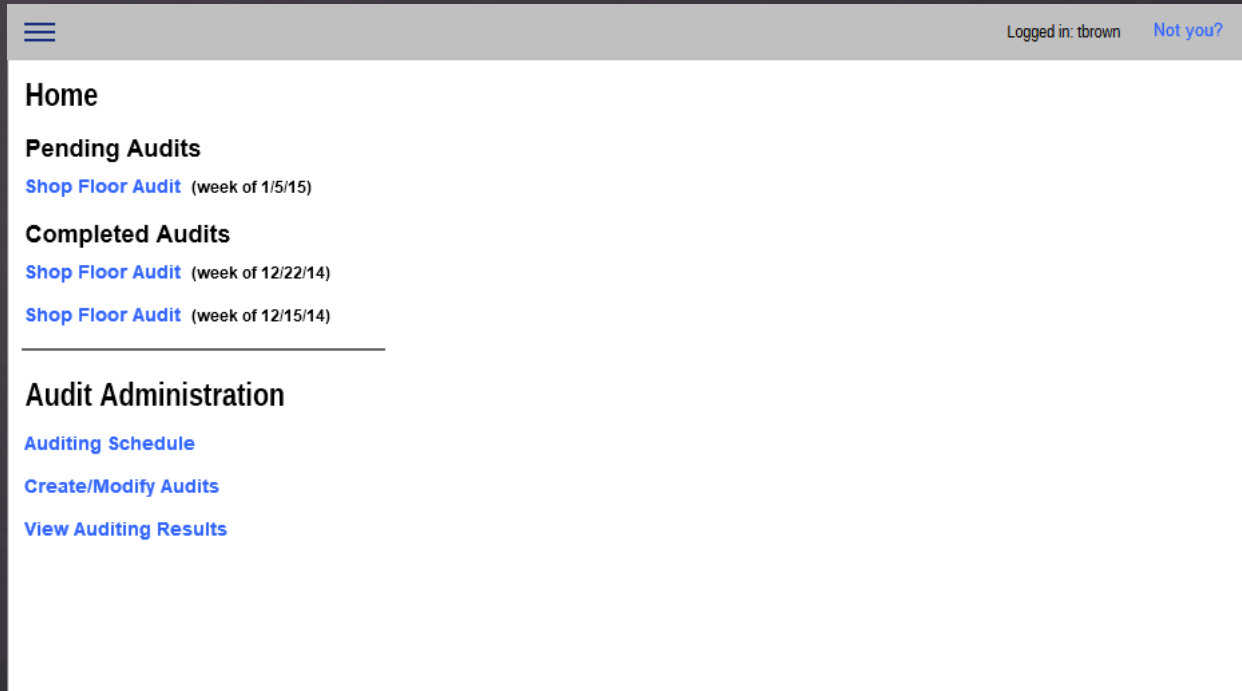 Logged in: tbrown Not you?
Home
Pending Audits
Shop Floor Audit (week of 1/5/15)
Completed Audits
Shop Floor Audit (week of 12/22/14)
Shop Floor Audit (week of 12/15/14)
Audit Administration
Auditing Schedule
Create/Modify Audits
View Auditing Results